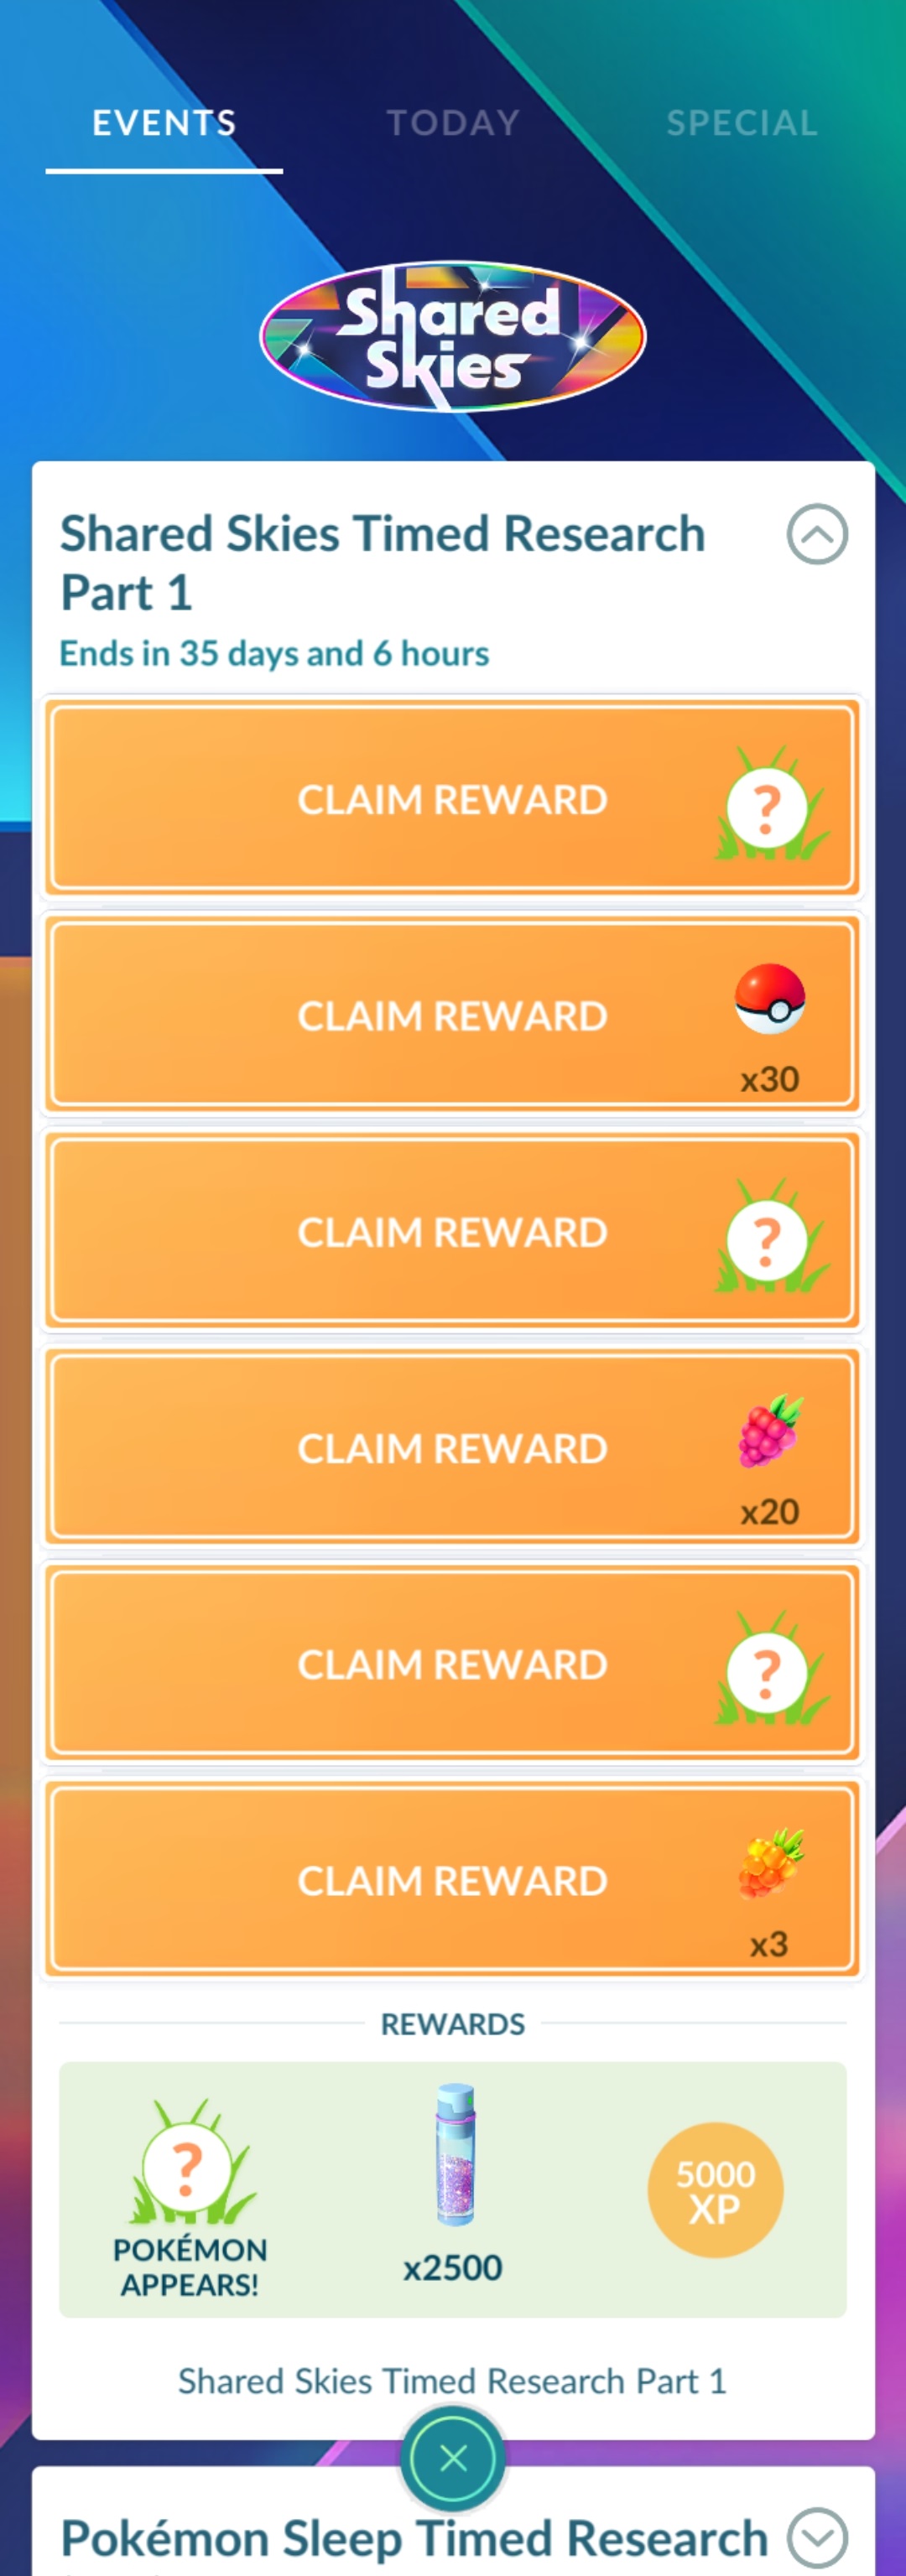 EVENTS
TODAY
SPECIAL
Shared
Skies
Shared Skies Timed Research
Part 1
Ends in 35 days and 6 hours
CLAIM REWARD
?
CLAIM REWARD
x30
CLAIM REWARD
?
CLAIM REWARD
x20
CLAIM REWARD
?
CLAIM REWARD
x3
REWARDS
?
POKÉMON
APPEARS!
x2500
5000
XP
Shared Skies Timed Research Part 1
Pokémon Sleep Timed Research